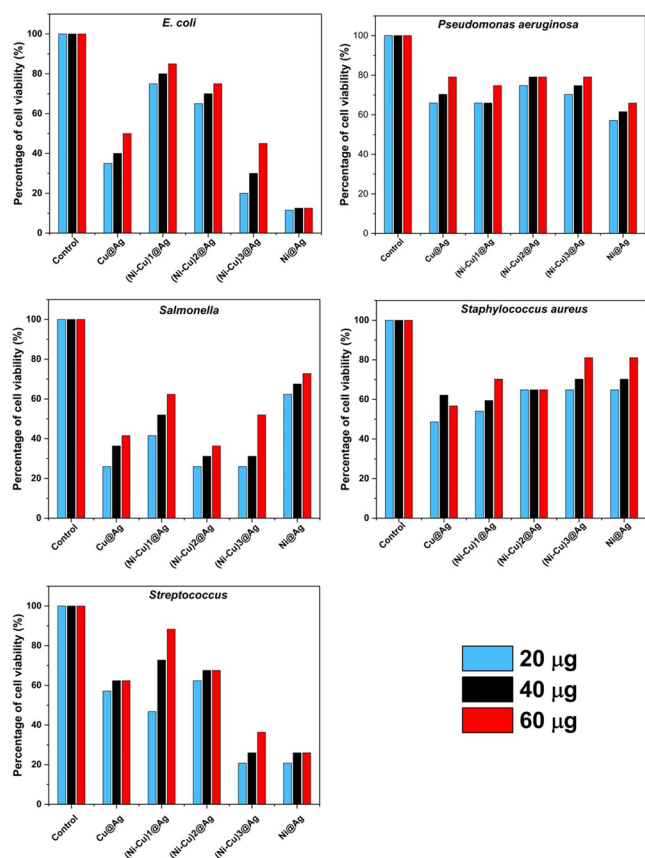 E. coli
Percentage of cell viability (%)
100
80
60
40
20
0
Control
Cu@Ag
(Ni-Cu)1@Ag
(Ni-Cu)2@Ag
(Ni-Cu)3@Ag
Ni@Ag
Pseudomonas aeruginosa
Percentage of cell viability (%)
100
80
60
40
20
0
Control
Cu@Ag
(Ni-Cu)1@Ag
(Ni-Cu)2@Ag
(Ni-Cu)3@Ag
Ni@Ag
Salmonella
Percentage of cell viability (%)
100
80
60
40
20
0
Control
Cu@Ag
(Ni-Cu)1@Ag
(Ni-Cu)2@Ag
(Ni-Cu)3@Ag
Ni@Ag
Staphylococcus aureus
Percentage of cell viability (%)
100
80
60
40
20
0
Control
Cu@Ag
(Ni-Cu)1@Ag
(Ni-Cu)2@Ag
(Ni-Cu)3@Ag
Ni@Ag
Streptococcus
Percentage of cell viability (%)
100
80
60
40
20
0
Control
Cu@Ag
(Ni-Cu)1@Ag
(Ni-Cu)2@Ag
(Ni-Cu)3@Ag
Ni@Ag
20 μg
40 μg
60 μg